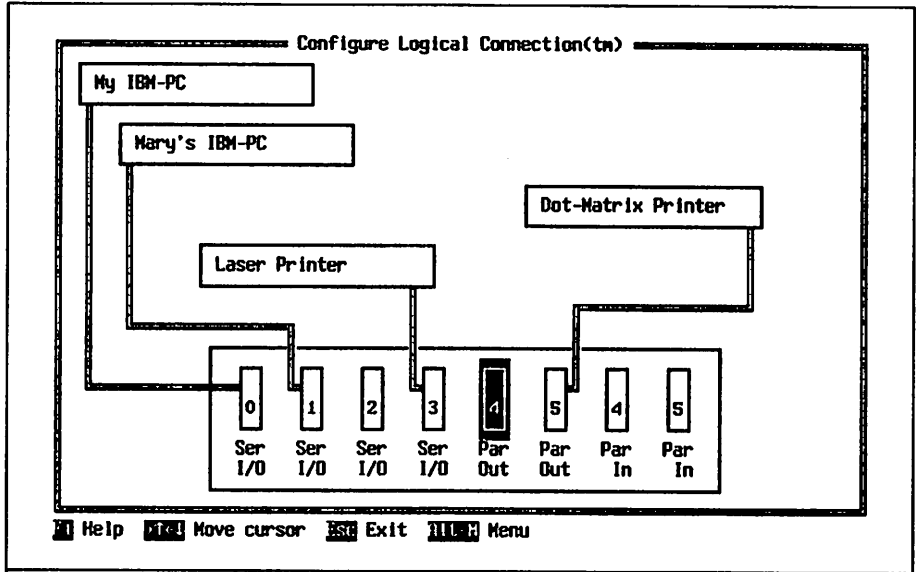 Configure Logical Connection(tm)
My IBM-PC
Mary's IBM-PC
Dot-Matrix Printer
Laser Printer
0 1 2 3 4 5 4 5
Ser Ser Ser Ser Par Par Par Par
I/O I/O I/O I/O Out Out In In
Help Move cursor Esc Exit Alt-M Menu